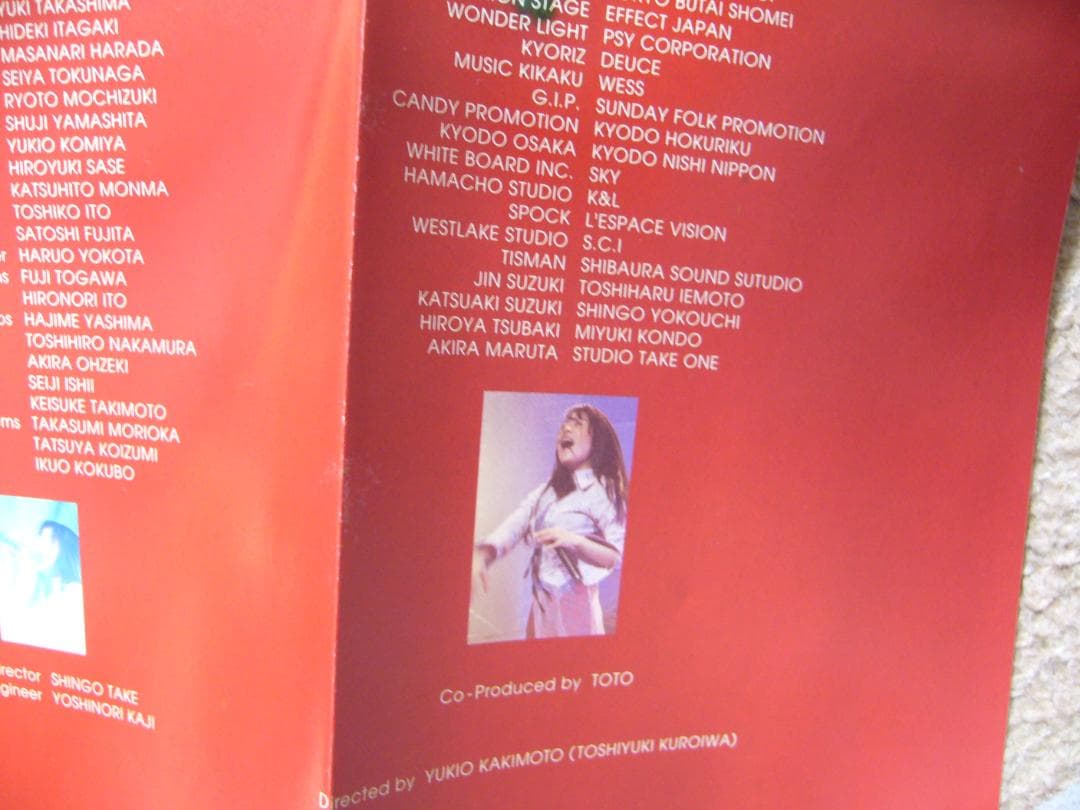 YUKI TAKASHIMA
HIDEKI ITAGAKI
MASANARI HARADA
SEIYA TOKUNAGA
RYOTO MOCHIZUKI
SHUJI YAMASHITA
YUKIO KOMIYA
HIROYUKI SASE
KATSUHITO MONMA
TOSHIKO ITO
SATOSHI FUJITA
HARUO YOKOTA
FUJI TOGAWA
HIRONORI ITO
HAJIME YASHIMA
TOSHIHIRO NAKAMURA
AKIRA OHZEKI
SEIJI ISHII
KEISUKE TAKIMOTO
TAKASUMI MORIOKA
TATSUYA KOIZUMI
IKUO KOKUBO
SHINGO TAKE
YOSHINORI KAJI
STAGE
WONDER LIGHT
KYORIZ
MUSIC KIKAKU
G.I.P.
CANDY PROMOTION
KYODO OSAKA
WHITE BOARD INC.
HAMACHO STUDIO
SPOCK
WESTLAKE STUDIO
TISMAN
JIN SUZUKI
KATSUAKI SUZUKI
HIROYA TSUBAKI
AKIRA MARUTA
BUTAI SHOMEI
EFFECT JAPAN
PSY CORPORATION
DEUCE
WESS
SUNDAY FOLK PROMOTION
KYODO HOKURIKU
KYODO NISHI NIPPON
SKY
K&L
L'ESPACE VISION
S.C.I
SHIBAURA SOUND SUTUDIO
TOSHIHARU IEMOTO
SHINGO YOKOUCHI
MIYUKI KONDO
STUDIO TAKE ONE
Co-Produced by TOTO
Directed by YUKIO KAKIMOTO (TOSHIYUKI KUROIWA)